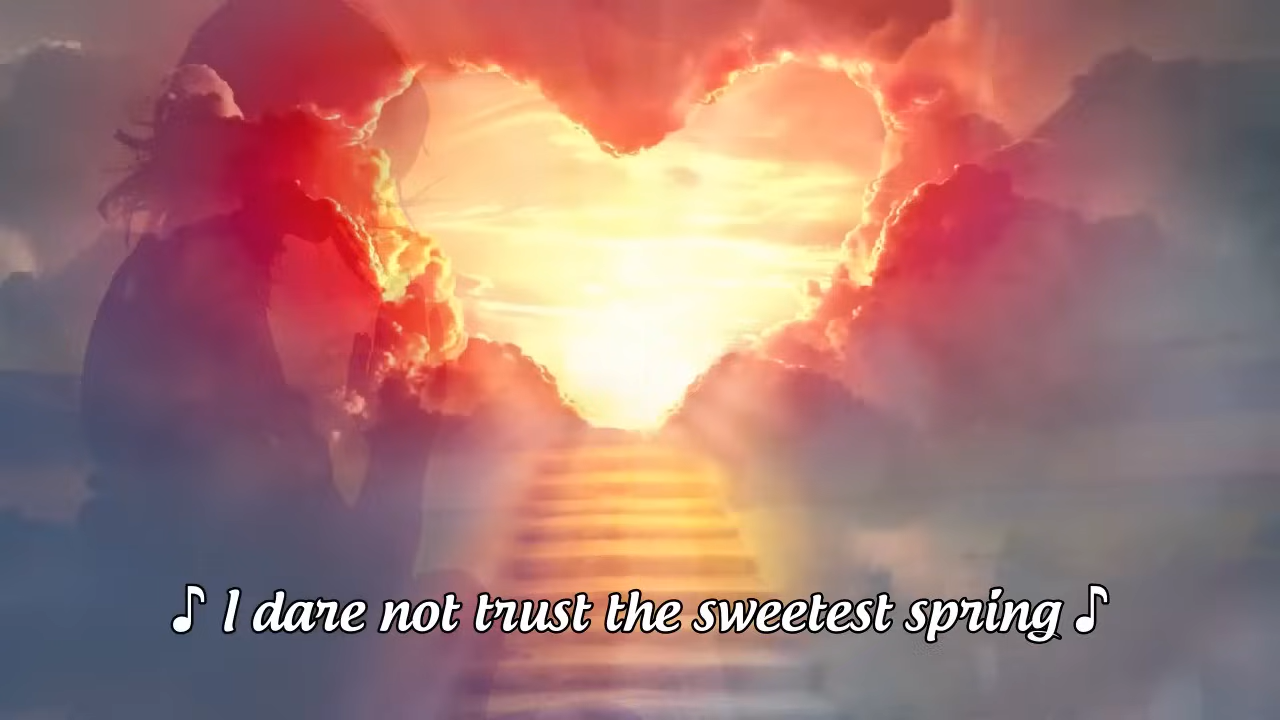 ♪ I dare not trust the sweetest spring ♪